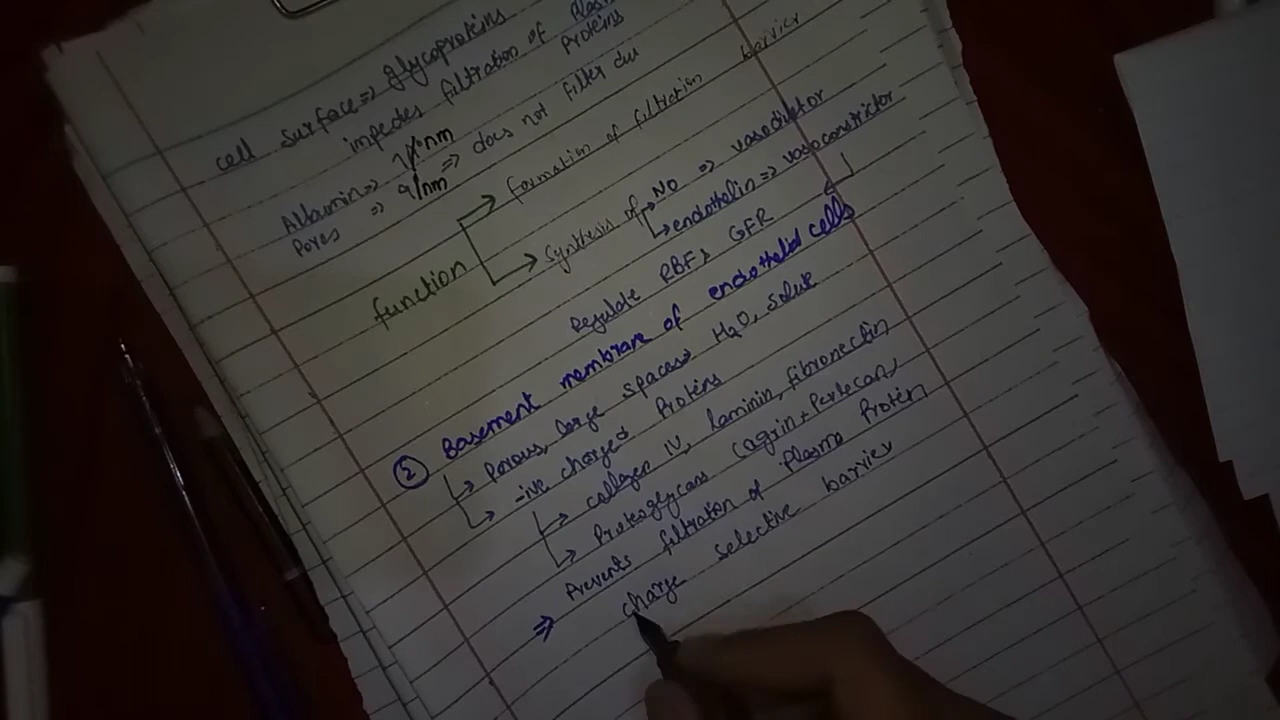 cell surface => glycoproteins
impedes filtration of
proteins
Albumin => nm
Pores => nm => does not filter due
function → formation of filtration barrier
→ synthesis of → NO => vasodilator
→ endothelin => vasoconstrictor
Regulate RBF, GFR
② Basement membrane of endothelial cells
→ Porous, large spaces, H2O, solute
→ -ive charged Proteins
→ collagen IV, laminin, fibronectin
→ Proteoglycans (agrin + Perlecan)
=> Prevents filtration of Plasma Protein
charge selective barrier